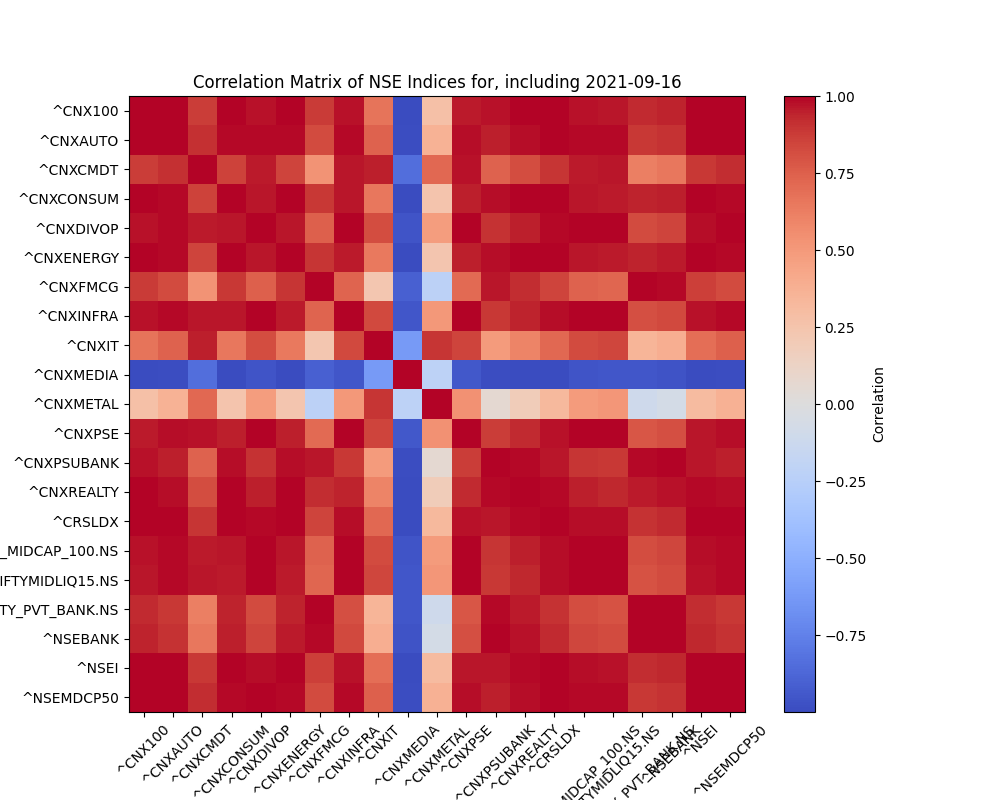 Correlation Matrix of NSE Indices for, including 2021-09-16
^CNX100
^CNXAUTO
^CNXCMDT
^CNXCONSUM
^CNXDIVOP
^CNXENERGY
^CNXFMCG
^CNXINFRA
^CNXIT
^CNXMEDIA
^CNXMETAL
^CNXPSE
^CNXPSUBANK
^CNXREALTY
^CRSLDX
_MIDCAP_100.NS
IFTYMIDLIQ15.NS
TY_PVT_BANK.NS
^NSEBANK
^NSEI
^NSEMDCP50
^CNX100
^CNXAUTO
^CNXCMDT
^CNXCONSUM
^CNXDIVOP
^CNXENERGY
^CNXFMCG
^CNXINFRA
^CNXIT
^CNXMEDIA
^CNXMETAL
^CNXPSE
^CNXPSUBANK
^CNXREALTY
^CRSLDX
MIDCAP_100.NS
TYMIDLIQ15.NS
PVT_BANK.NS
^NSEBANK
^NSEI
^NSEMDCP50
1.00
0.75
0.50
0.25
0.00
−0.25
−0.50
−0.75
Correlation